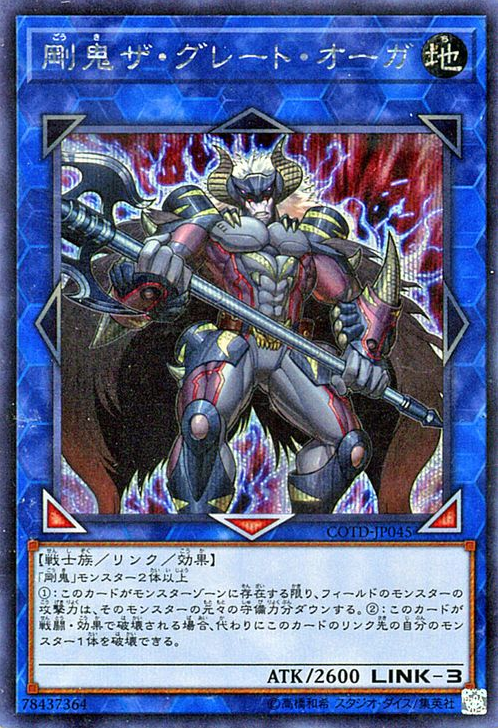 剛鬼ザ・グレート・オーガ 地
COTD-JP045
【戦士族／リンク／効果】
「剛鬼」モンスター2体以上
①：このカードがモンスターゾーンに存在する限り、フィールドのモンスターの
攻撃力は、そのモンスターの元々の守備力分ダウンする。②：このカードが
戦闘・効果で破壊される場合、代わりにこのカードのリンク先の自分のモン
スター1体を破壊できる。
ATK/2600 LINK-3
78437364 ©高橋和希 スタジオ・ダイス/集英社